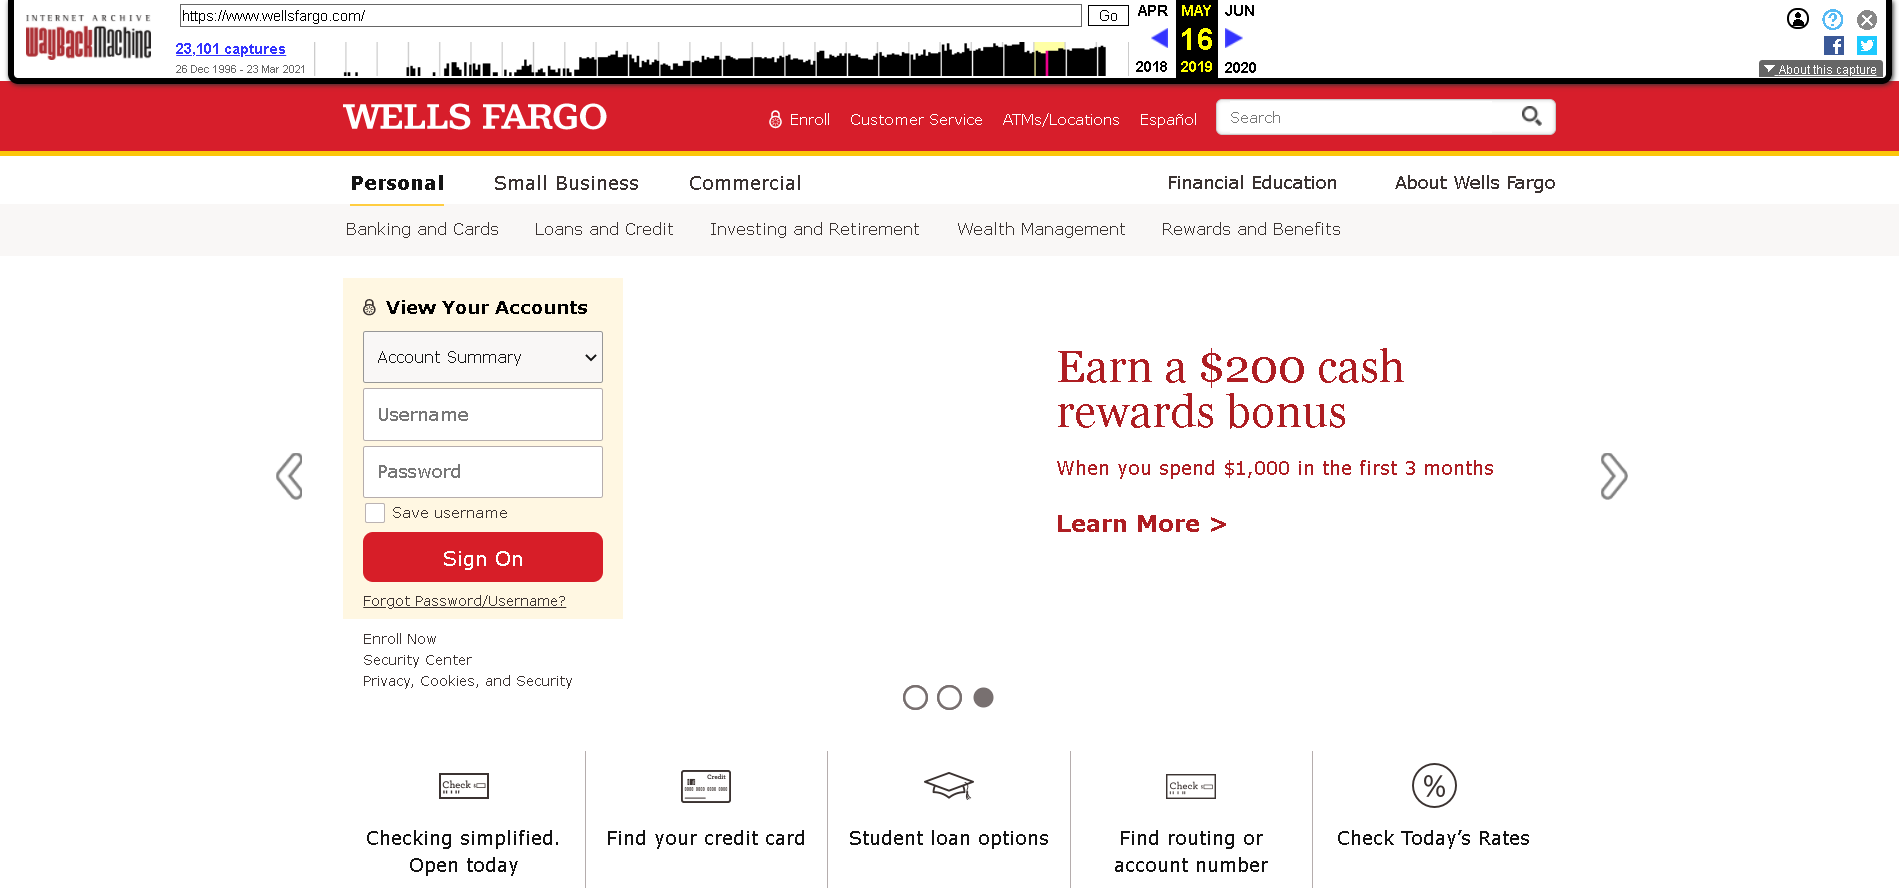 INTERNET ARCHIVE
WayBackMachine
https://www.wellsfargo.com/
Go
23,101 captures
26 Dec 1996 - 23 Mar 2021
APR MAY JUN
16
2018 2019 2020
About this capture
WELLS FARGO
Enroll Customer Service ATMs/Locations Español Search
Personal Small Business Commercial Financial Education About Wells Fargo
Banking and Cards Loans and Credit Investing and Retirement Wealth Management Rewards and Benefits
View Your Accounts
Account Summary
Username
Password
Save username
Sign On
Forgot Password/Username?
Enroll Now
Security Center
Privacy, Cookies, and Security
Earn a $200 cash
rewards bonus
When you spend $1,000 in the first 3 months
Learn More >
Check
Checking simplified.
Open today
Credit
0000 0000 0000 0000
Find your credit card
Student loan options
Check
Find routing or
account number
%
Check Today's Rates